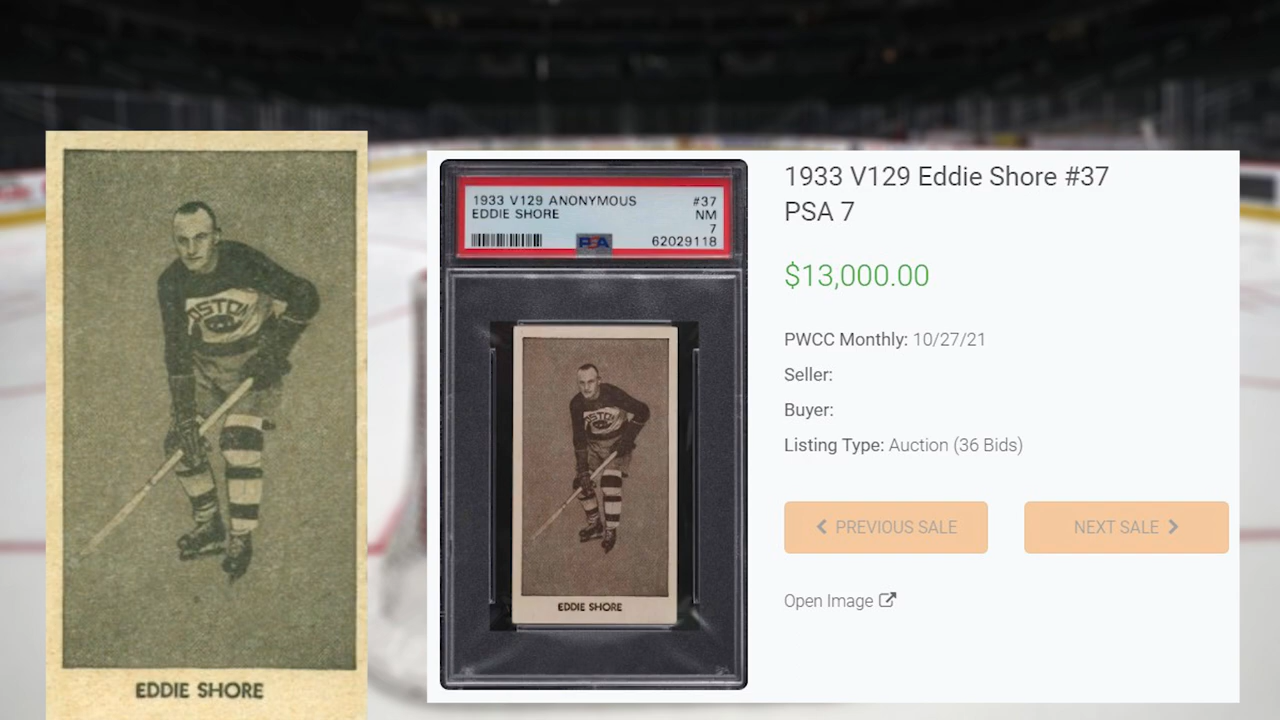 OSTO
EDDIE SHORE
1933 V129 ANONYMOUS #37
EDDIE SHORE NM
7
PSA 62029118
OSTON
EDDIE SHORE
1933 V129 Eddie Shore #37
PSA 7
$13,000.00
PWCC Monthly: 10/27/21
Seller:
Buyer:
Listing Type: Auction (36 Bids)
PREVIOUS SALE
NEXT SALE
Open Image